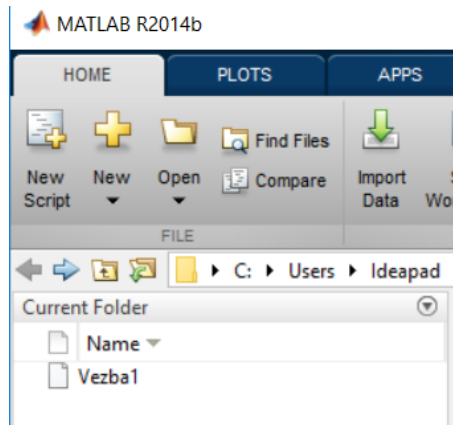 MATLAB R2014b
HOME PLOTS APPS
Find Files
Compare
New Script
New
Open
Import Data
FILE
C: Users Ideapad
Current Folder
Name
Vezba1